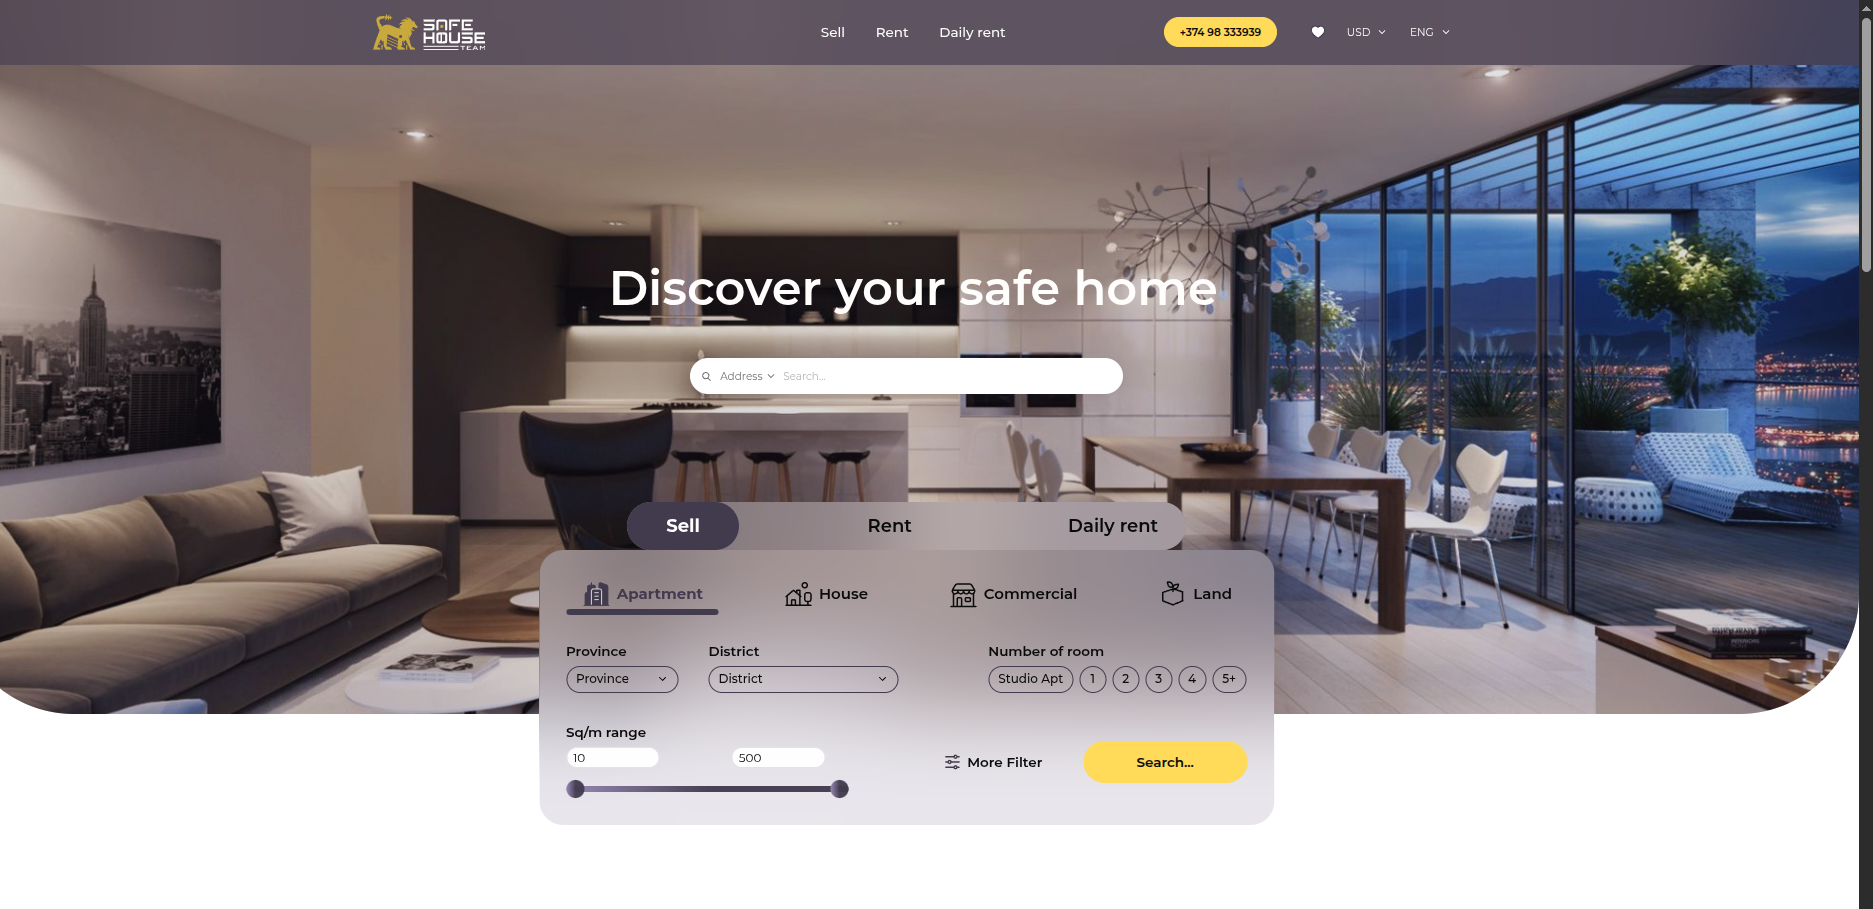 SAFE
HOUSE
TEAM
Sell Rent Daily rent
+374 98 333939
USD ENG
Discover your safe home
Address Search...
Sell Rent Daily rent
Apartment House Commercial Land
Province District Number of room
Province District Studio Apt 1 2 3 4 5+
Sq/m range
10 500
More Filter Search...